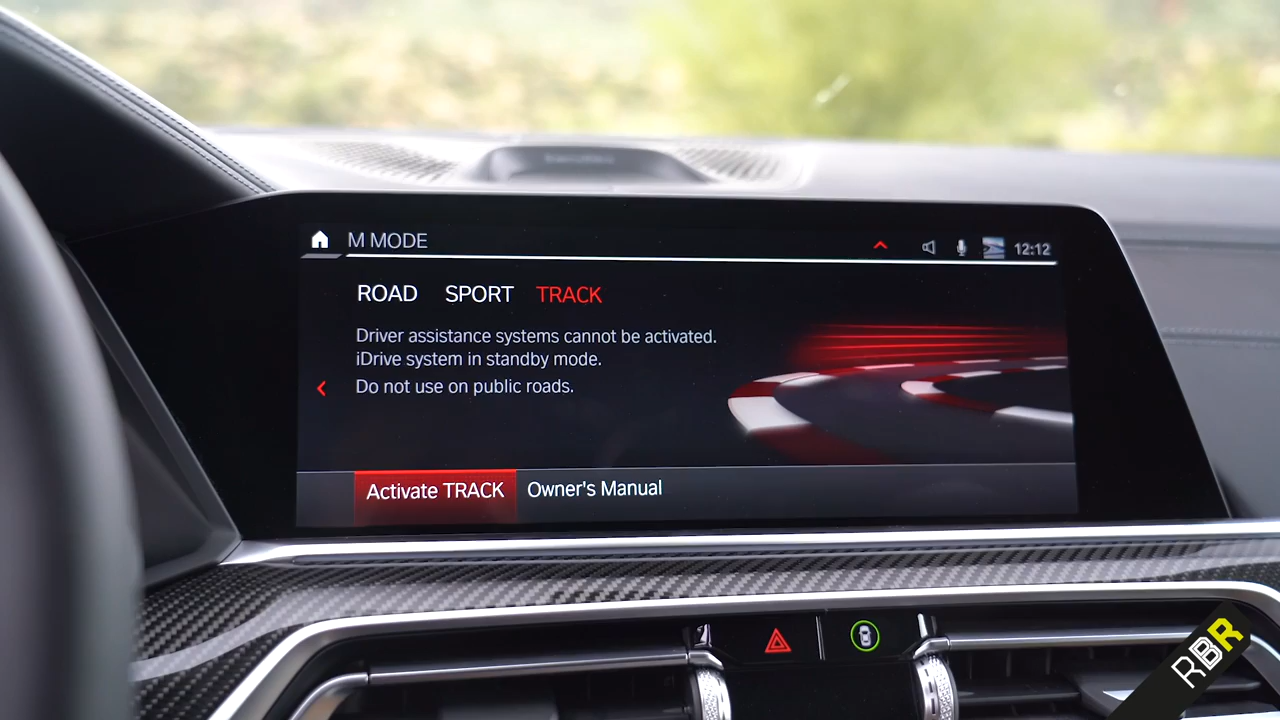 M MODE
12:12
ROAD SPORT TRACK
Driver assistance systems cannot be activated.
iDrive system in standby mode.
Do not use on public roads.
Activate TRACK Owner's Manual
RBR